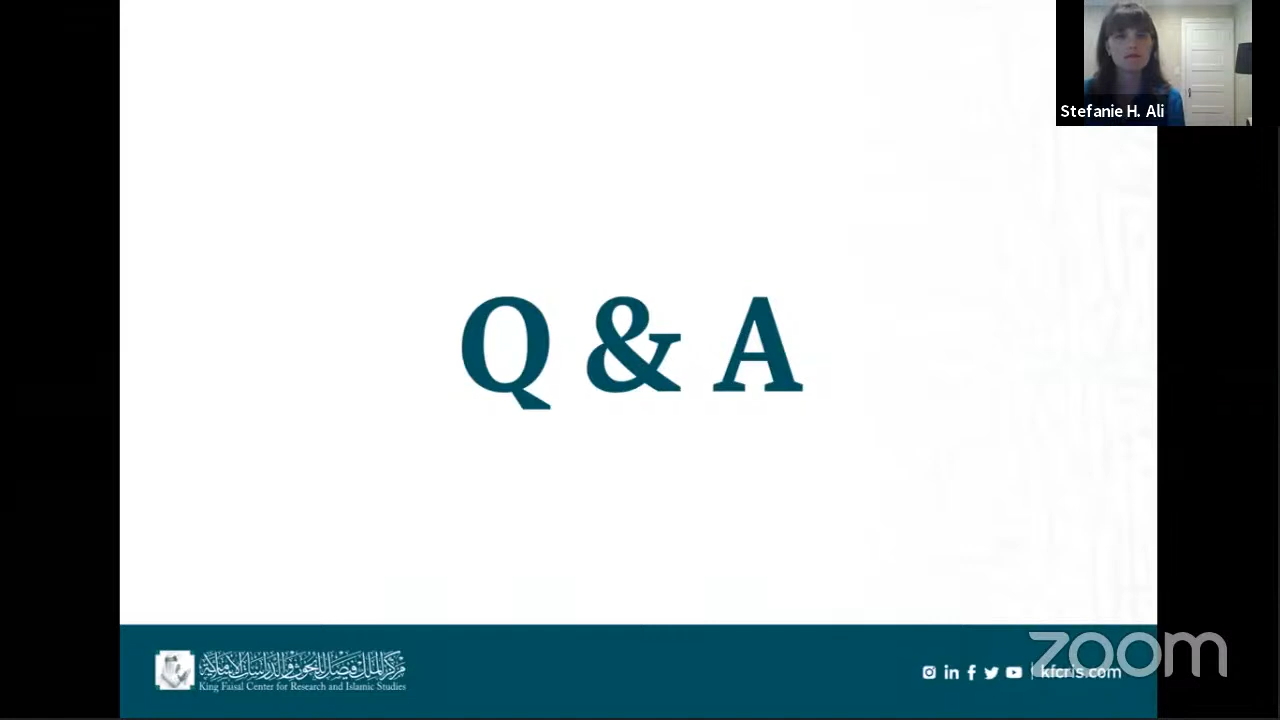 Stefanie H. Ali
Q & A
مركز الملك فيصل للبحوث والدراسات الإسلامية
King Faisal Center for Research and Islamic Studies
kfcris.com
zoom